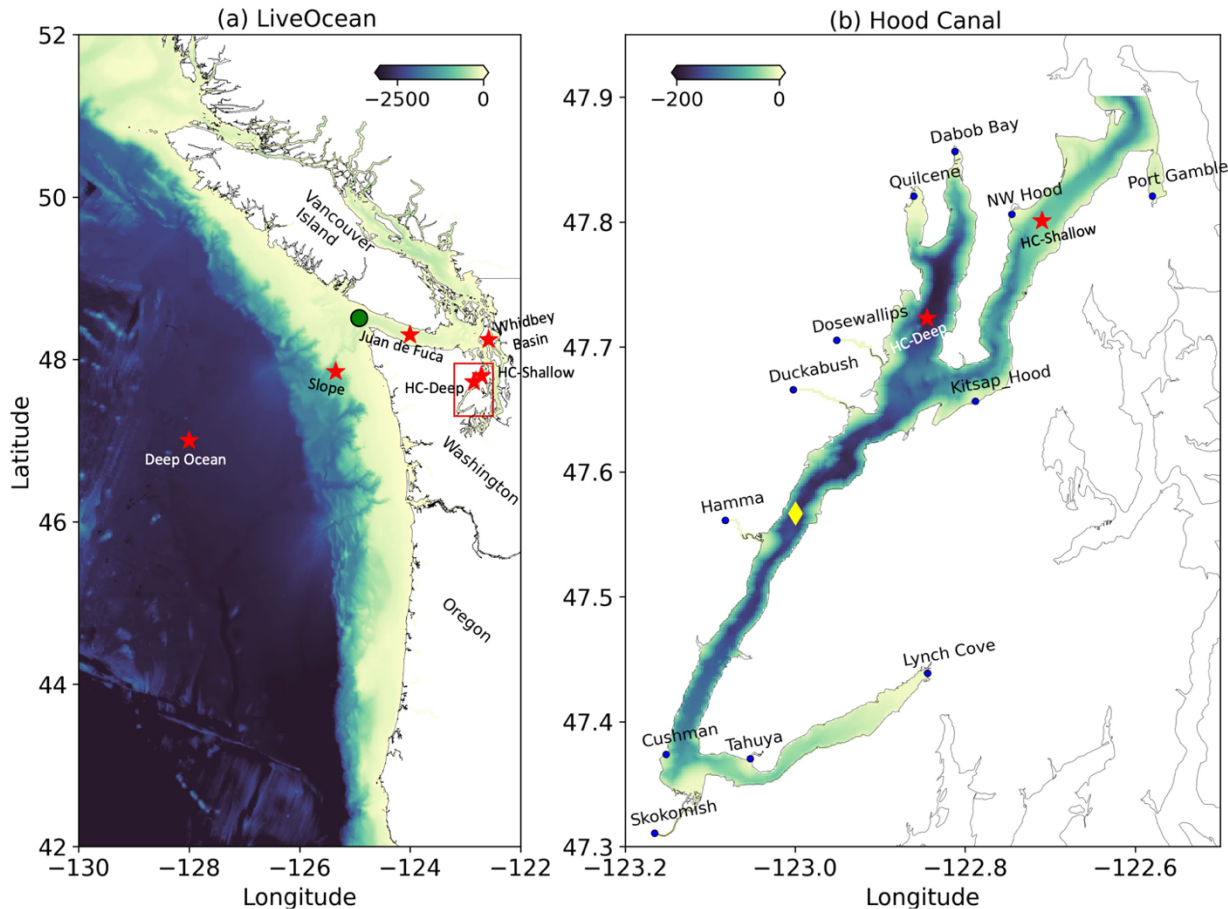 (a) LiveOcean
52
50
48
46
44
42
Latitude
−130
−128
−126
−124
−122
Longitude
−2500
0
Vancouver
Island
Juan de Fuca
Whidbey
Basin
Slope
HC-Deep
HC-Shallow
Deep Ocean
Washington
Oregon
(b) Hood Canal
47.9
47.8
47.7
47.6
47.5
47.4
47.3
−123.2
−123.0
−122.8
−122.6
Longitude
−200
0
Dabob Bay
Quilcene
NW Hood
Port Gamble
HC-Shallow
Dosewallips
HC-Deep
Duckabush
Kitsap_Hood
Hamma
Lynch Cove
Cushman
Tahuya
Skokomish